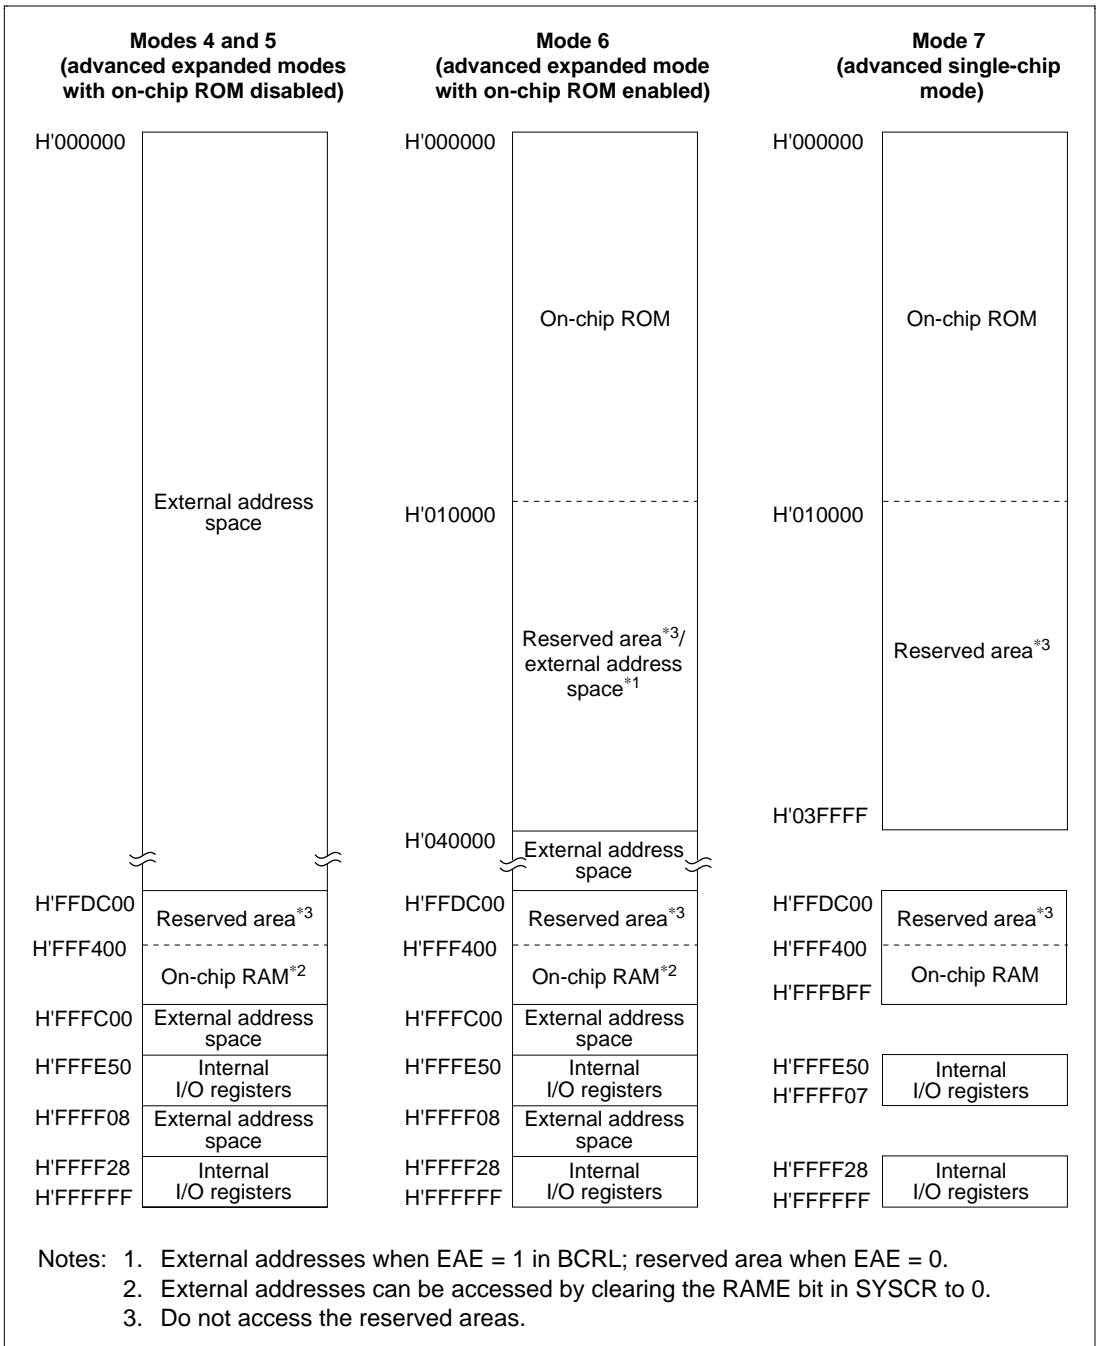 Modes 4 and 5
(advanced expanded modes
with on-chip ROM disabled)
H'000000
External address
space
H'FFDC00
Reserved area*3
H'FFF400
On-chip RAM*2
H'FFFC00
External address
space
H'FFFE50
Internal
I/O registers
H'FFFF08
External address
space
H'FFFF28
Internal
I/O registers
H'FFFFFF
Mode 6
(advanced expanded mode
with on-chip ROM enabled)
H'000000
On-chip ROM
H'010000
Reserved area*3/
external address
space*1
H'040000
External address
space
H'FFDC00
Reserved area*3
H'FFF400
On-chip RAM*2
H'FFFC00
External address
space
H'FFFE50
Internal
I/O registers
H'FFFF08
External address
space
H'FFFF28
Internal
I/O registers
H'FFFFFF
Mode 7
(advanced single-chip
mode)
H'000000
On-chip ROM
H'010000
Reserved area*3
H'03FFFF
H'FFDC00
Reserved area*3
H'FFF400
On-chip RAM
H'FFFBFF
H'FFFE50
Internal
I/O registers
H'FFFF07
H'FFFF28
Internal
I/O registers
H'FFFFFF
Notes: 1. External addresses when EAE = 1 in BCRL; reserved area when EAE = 0.
2. External addresses can be accessed by clearing the RAME bit in SYSCR to 0.
3. Do not access the reserved areas.